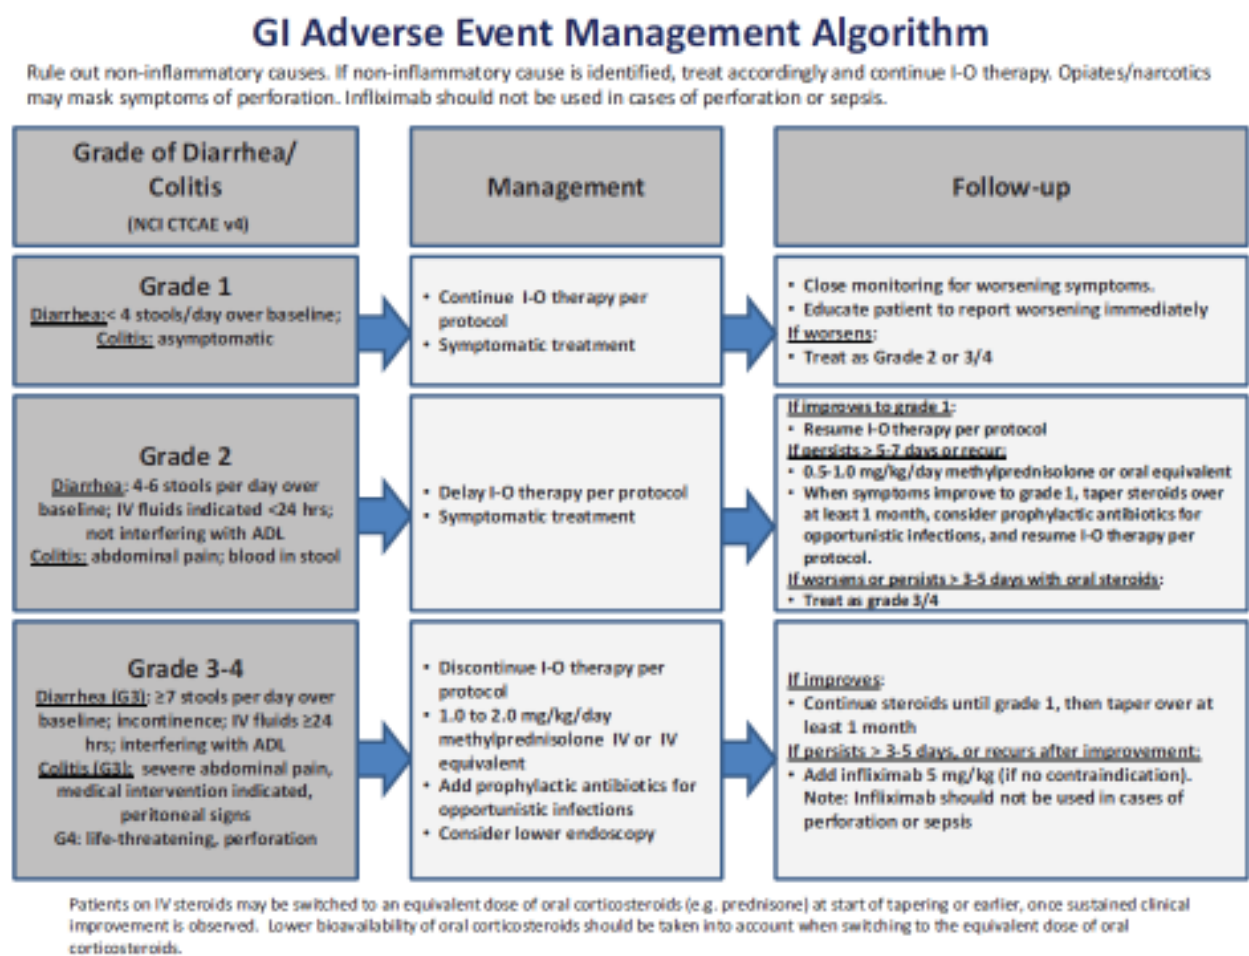 GI Adverse Event Management Algorithm
Rule out non-inflammatory causes. If non-inflammatory cause is identified, treat accordingly and continue I-O therapy. Opiates/narcotics
may mask symptoms of perforation. Infliximab should not be used in cases of perforation or sepsis.
Grade of Diarrhea/
Colitis
(NCI CTCAE v4)
Management
Follow-up
Grade 1
Diarrhea:< 4 stools/day over baseline;
Colitis: asymptomatic
• Continue I-O therapy per
protocol
• Symptomatic treatment
• Close monitoring for worsening symptoms.
• Educate patient to report worsening immediately
If worsens:
• Treat as Grade 2 or 3/4
Grade 2
Diarrhea: 4-6 stools per day over
baseline; IV fluids indicated <24 hrs;
not interfering with ADL
Colitis: abdominal pain; blood in stool
• Delay I-O therapy per protocol
• Symptomatic treatment
If improves to grade 1:
• Resume I-O therapy per protocol
If persists > 5-7 days or recur:
• 0.5-1.0 mg/kg/day methylprednisolone or oral equivalent
• When symptoms improve to grade 1, taper steroids over
at least 1 month, consider prophylactic antibiotics for
opportunistic infections, and resume I-O therapy per
protocol.
If worsens or persists > 3-5 days with oral steroids:
• Treat as grade 3/4
Grade 3-4
Diarrhea (G3): ≥7 stools per day over
baseline; incontinence; IV fluids ≥24
hrs; interfering with ADL
Colitis (G3): severe abdominal pain,
medical intervention indicated,
peritoneal signs
G4: life-threatening, perforation
• Discontinue I-O therapy per
protocol
• 1.0 to 2.0 mg/kg/day
methylprednisolone IV or IV
equivalent
• Add prophylactic antibiotics for
opportunistic infections
• Consider lower endoscopy
If improves:
• Continue steroids until grade 1, then taper over at
least 1 month
If persists > 3-5 days, or recurs after improvement:
• Add infliximab 5 mg/kg (if no contraindication).
Note: Infliximab should not be used in cases of
perforation or sepsis
Patients on IV steroids may be switched to an equivalent dose of oral corticosteroids (e.g. prednisone) at start of tapering or earlier, once sustained clinical
improvement is observed. Lower bioavailability of oral corticosteroids should be taken into account when switching to the equivalent dose of oral
corticosteroids.